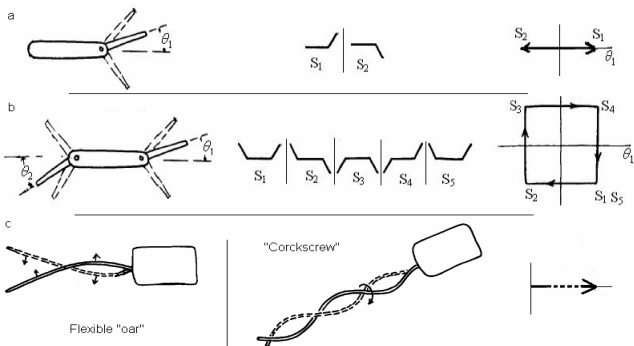 a
θ1
S1 S2
S2 S1
θ1
b
θ2
θ1
S1 S2 S3 S4 S5
S3 S4
θ1
S2 S1 S5
c
"Corckscrew"
Flexible "oar"